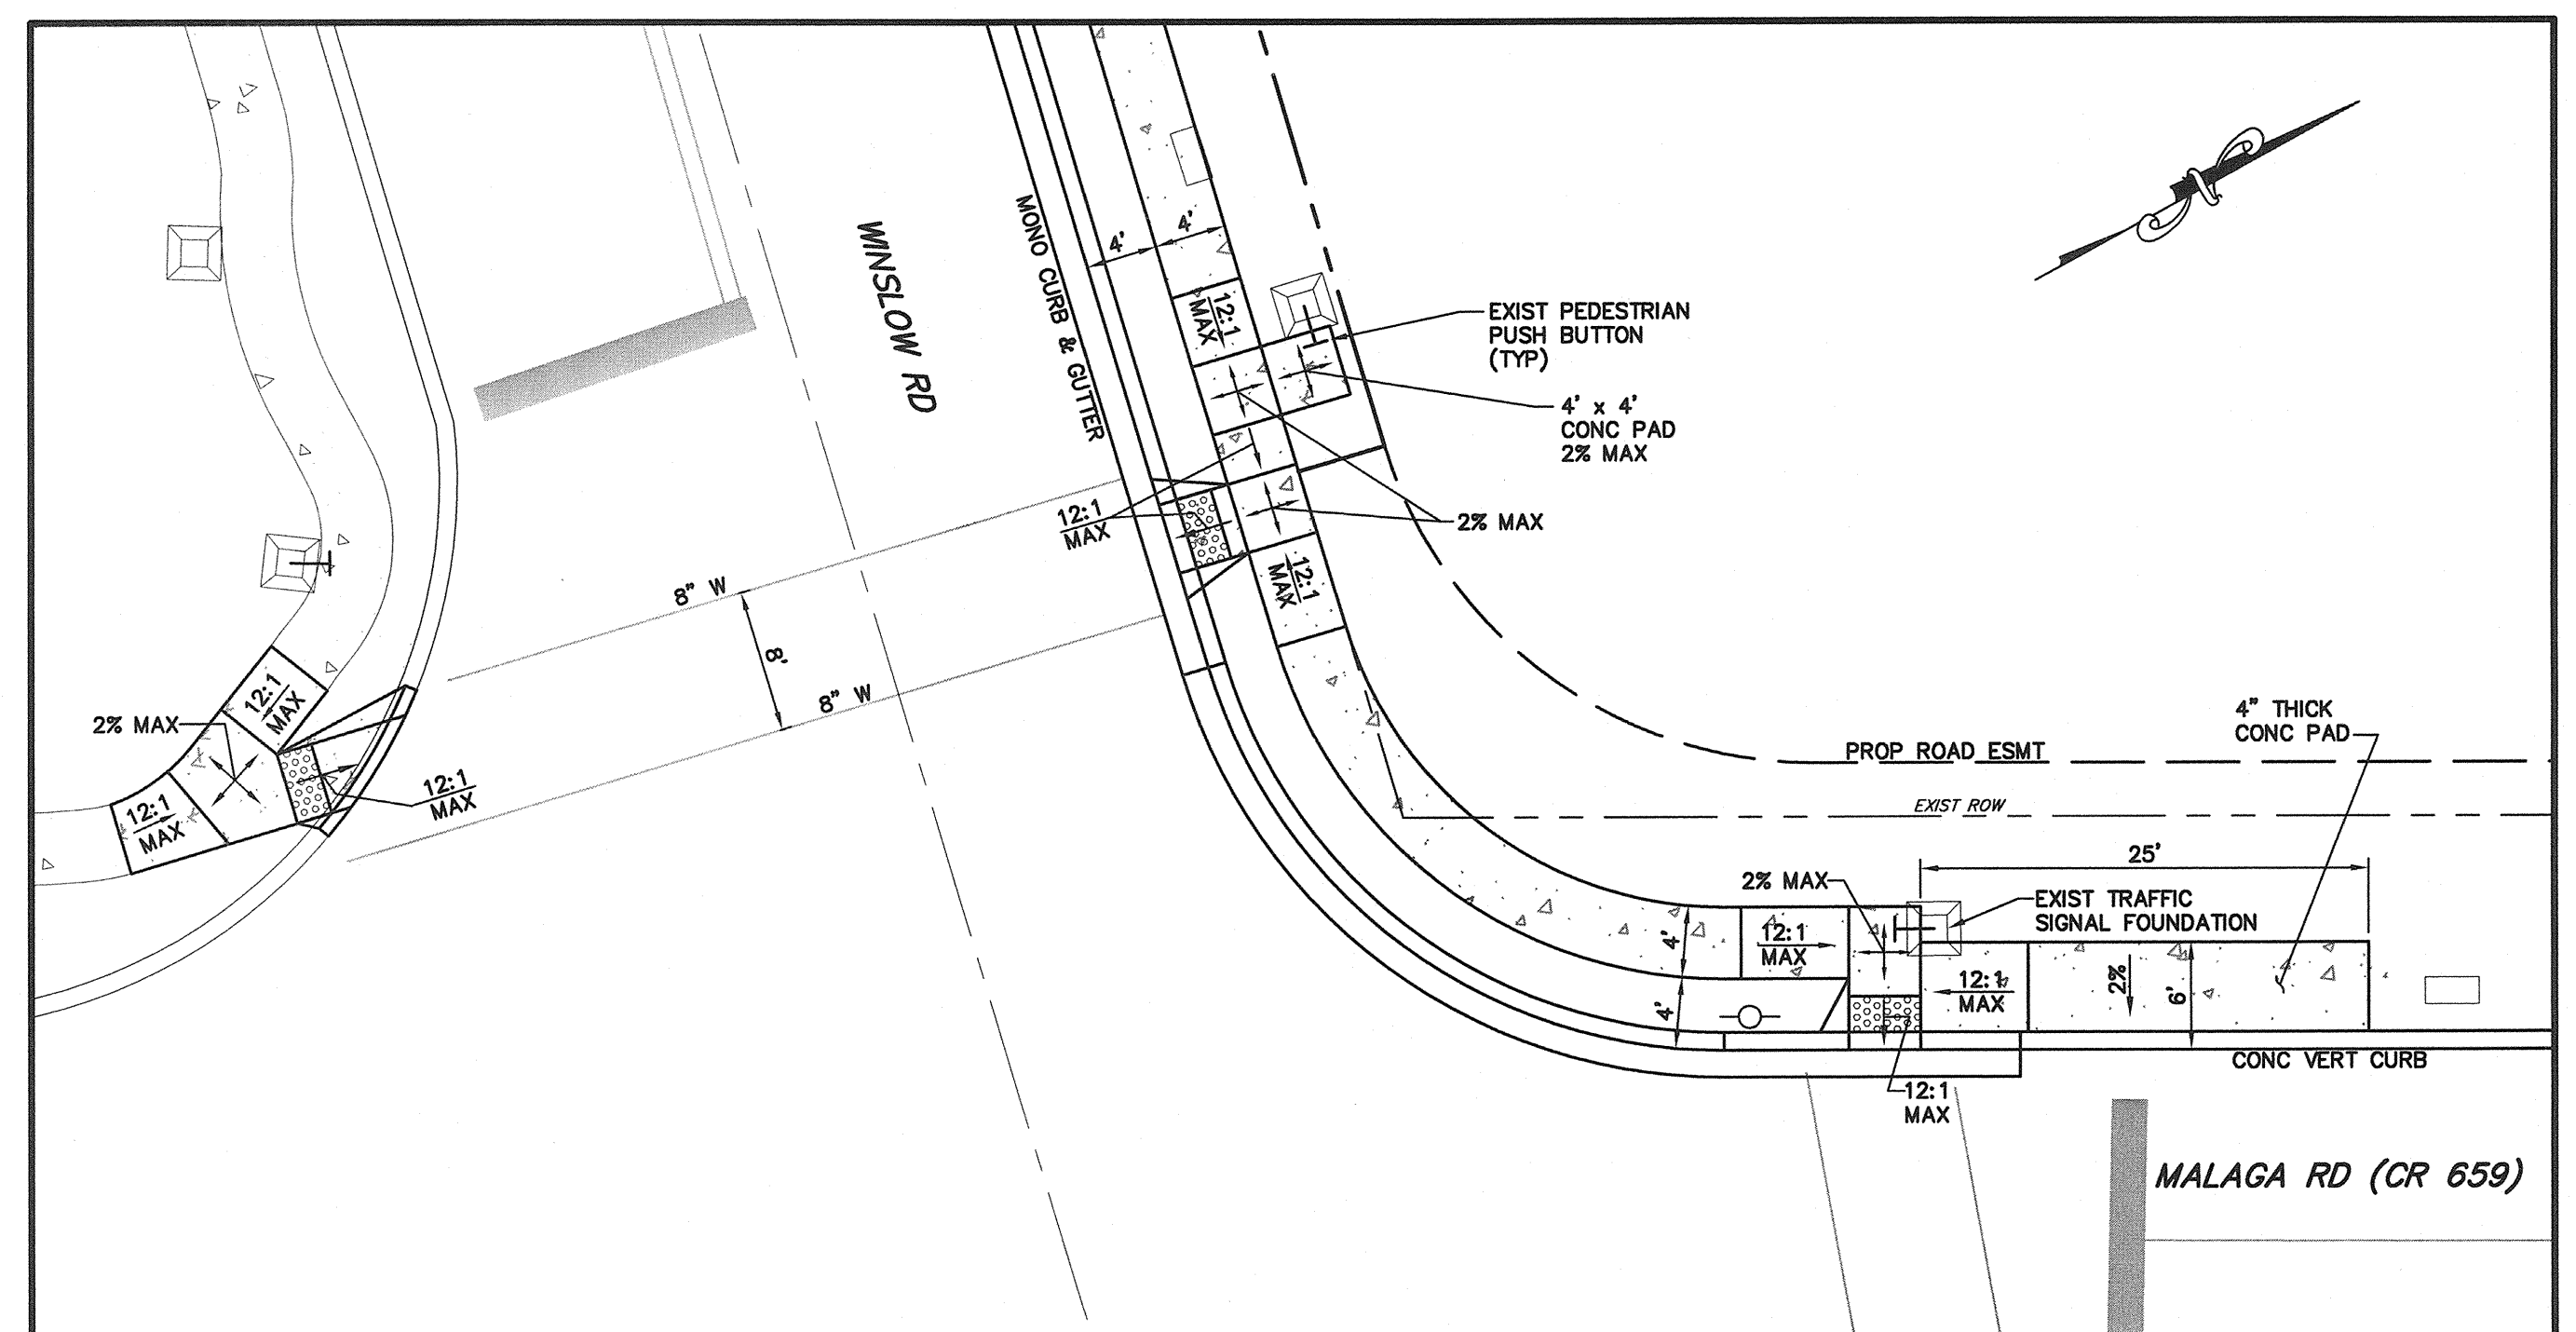 N
WINSLOW RD
MONO CURB & GUTTER
4'
4'
12:1
MAX
EXIST PEDESTRIAN
PUSH BUTTON
(TYP)
4' x 4'
CONC PAD
2% MAX
12:1
MAX
2% MAX
12:1
MAX
8" W
8'
8" W
12:1
MAX
2% MAX
12:1
MAX
12:1
MAX
4" THICK
CONC PAD
PROP ROAD ESMT
EXIST ROW
25'
2% MAX
EXIST TRAFFIC
SIGNAL FOUNDATION
4'
12:1
MAX
4'
12:1
MAX
2%
6'
CONC VERT CURB
12:1
MAX
MALAGA RD (CR 659)